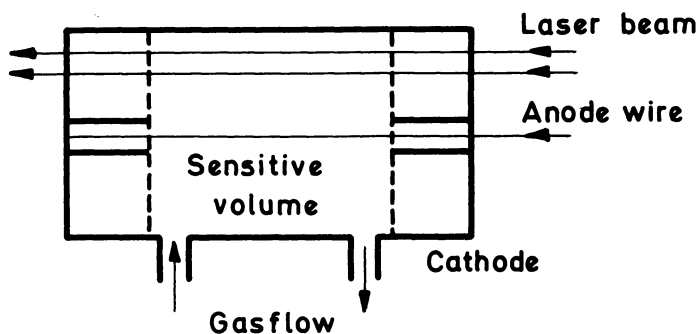 Laser beam
Anode wire
Sensitive
volume
Cathode
Gasflow